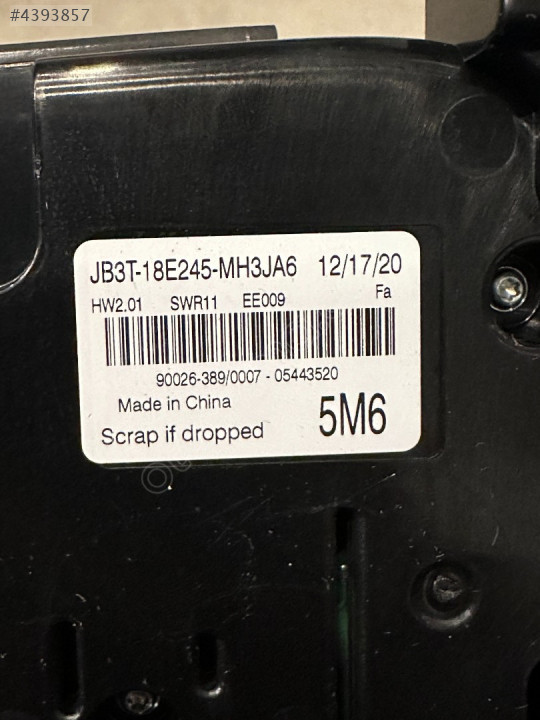 #4393857
JB3T-18E245-MH3JA6 12/17/20
HW2.01 SWR11 EE009 Fa
90026-389/0007 - 05443520
Made in China
5M6
Scrap if dropped